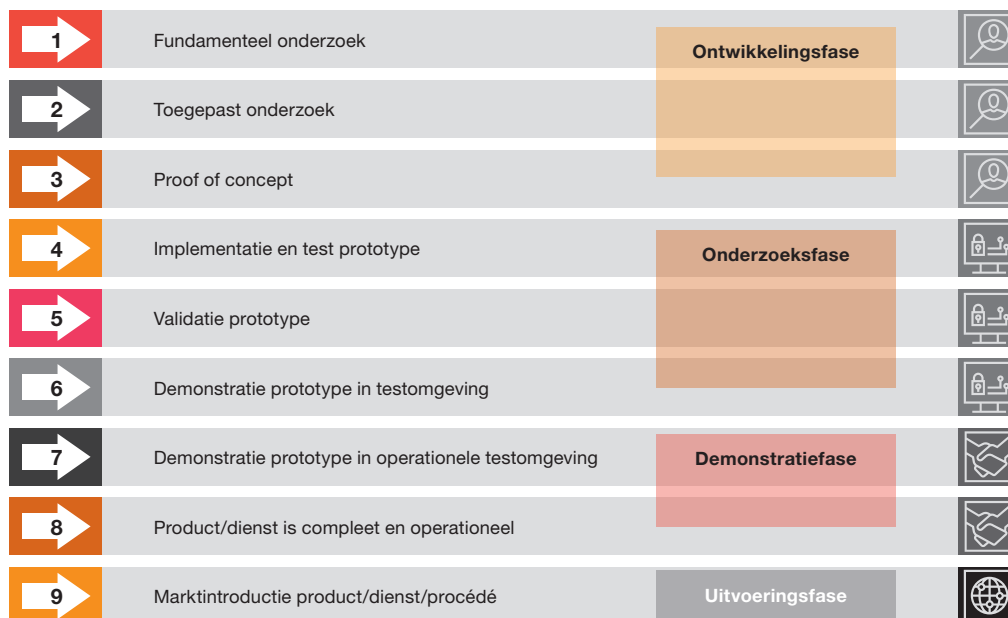 1 Fundamenteel onderzoek Ontwikkelingsfase
2 Toegepast onderzoek
3 Proof of concept
4 Implementatie en test prototype Onderzoeksfase
5 Validatie prototype
6 Demonstratie prototype in testomgeving
7 Demonstratie prototype in operationele testomgeving Demonstratiefase
8 Product/dienst is compleet en operationeel
9 Marktintroductie product/dienst/procédé Uitvoeringsfase